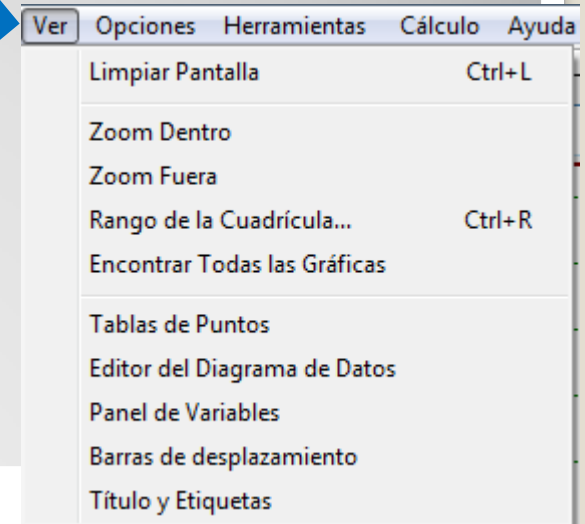 Ver Opciones Herramientas Cálculo Ayuda
Limpiar Pantalla Ctrl+L
Zoom Dentro
Zoom Fuera
Rango de la Cuadrícula... Ctrl+R
Encontrar Todas las Gráficas
Tablas de Puntos
Editor del Diagrama de Datos
Panel de Variables
Barras de desplazamiento
Título y Etiquetas